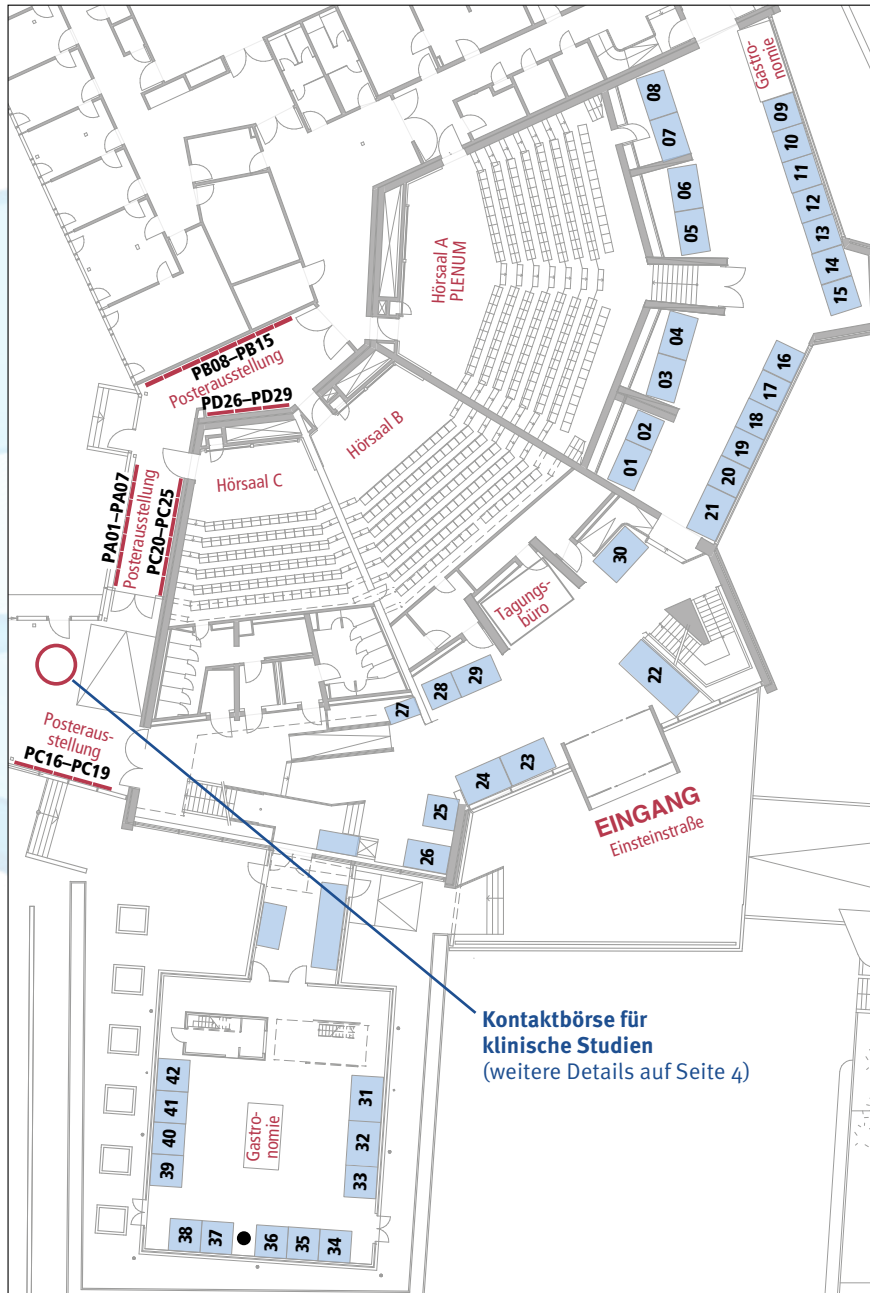 Gastro-
nomie
08
07
09
10
11
12
13
14
15
06
05
Hörsaal A
PLENUM
04
03
02
01
16
17
18
19
20
21
PB08–PB15
Posterausstellung
PD26–PD29
Hörsaal B
Hörsaal C
PA01–PA07
Posterausstellung
PC20–PC25
30
Tagungs-
büro
22
29
28
27
Posteraus-
stellung
PC16–PC19
23
24
25
26
EINGANG
Einsteinstraße
Kontaktbörse für
klinische Studien
(weitere Details auf Seite 4)
42
41
40
39
31
32
33
Gastro-
nomie
38
37
36
35
34